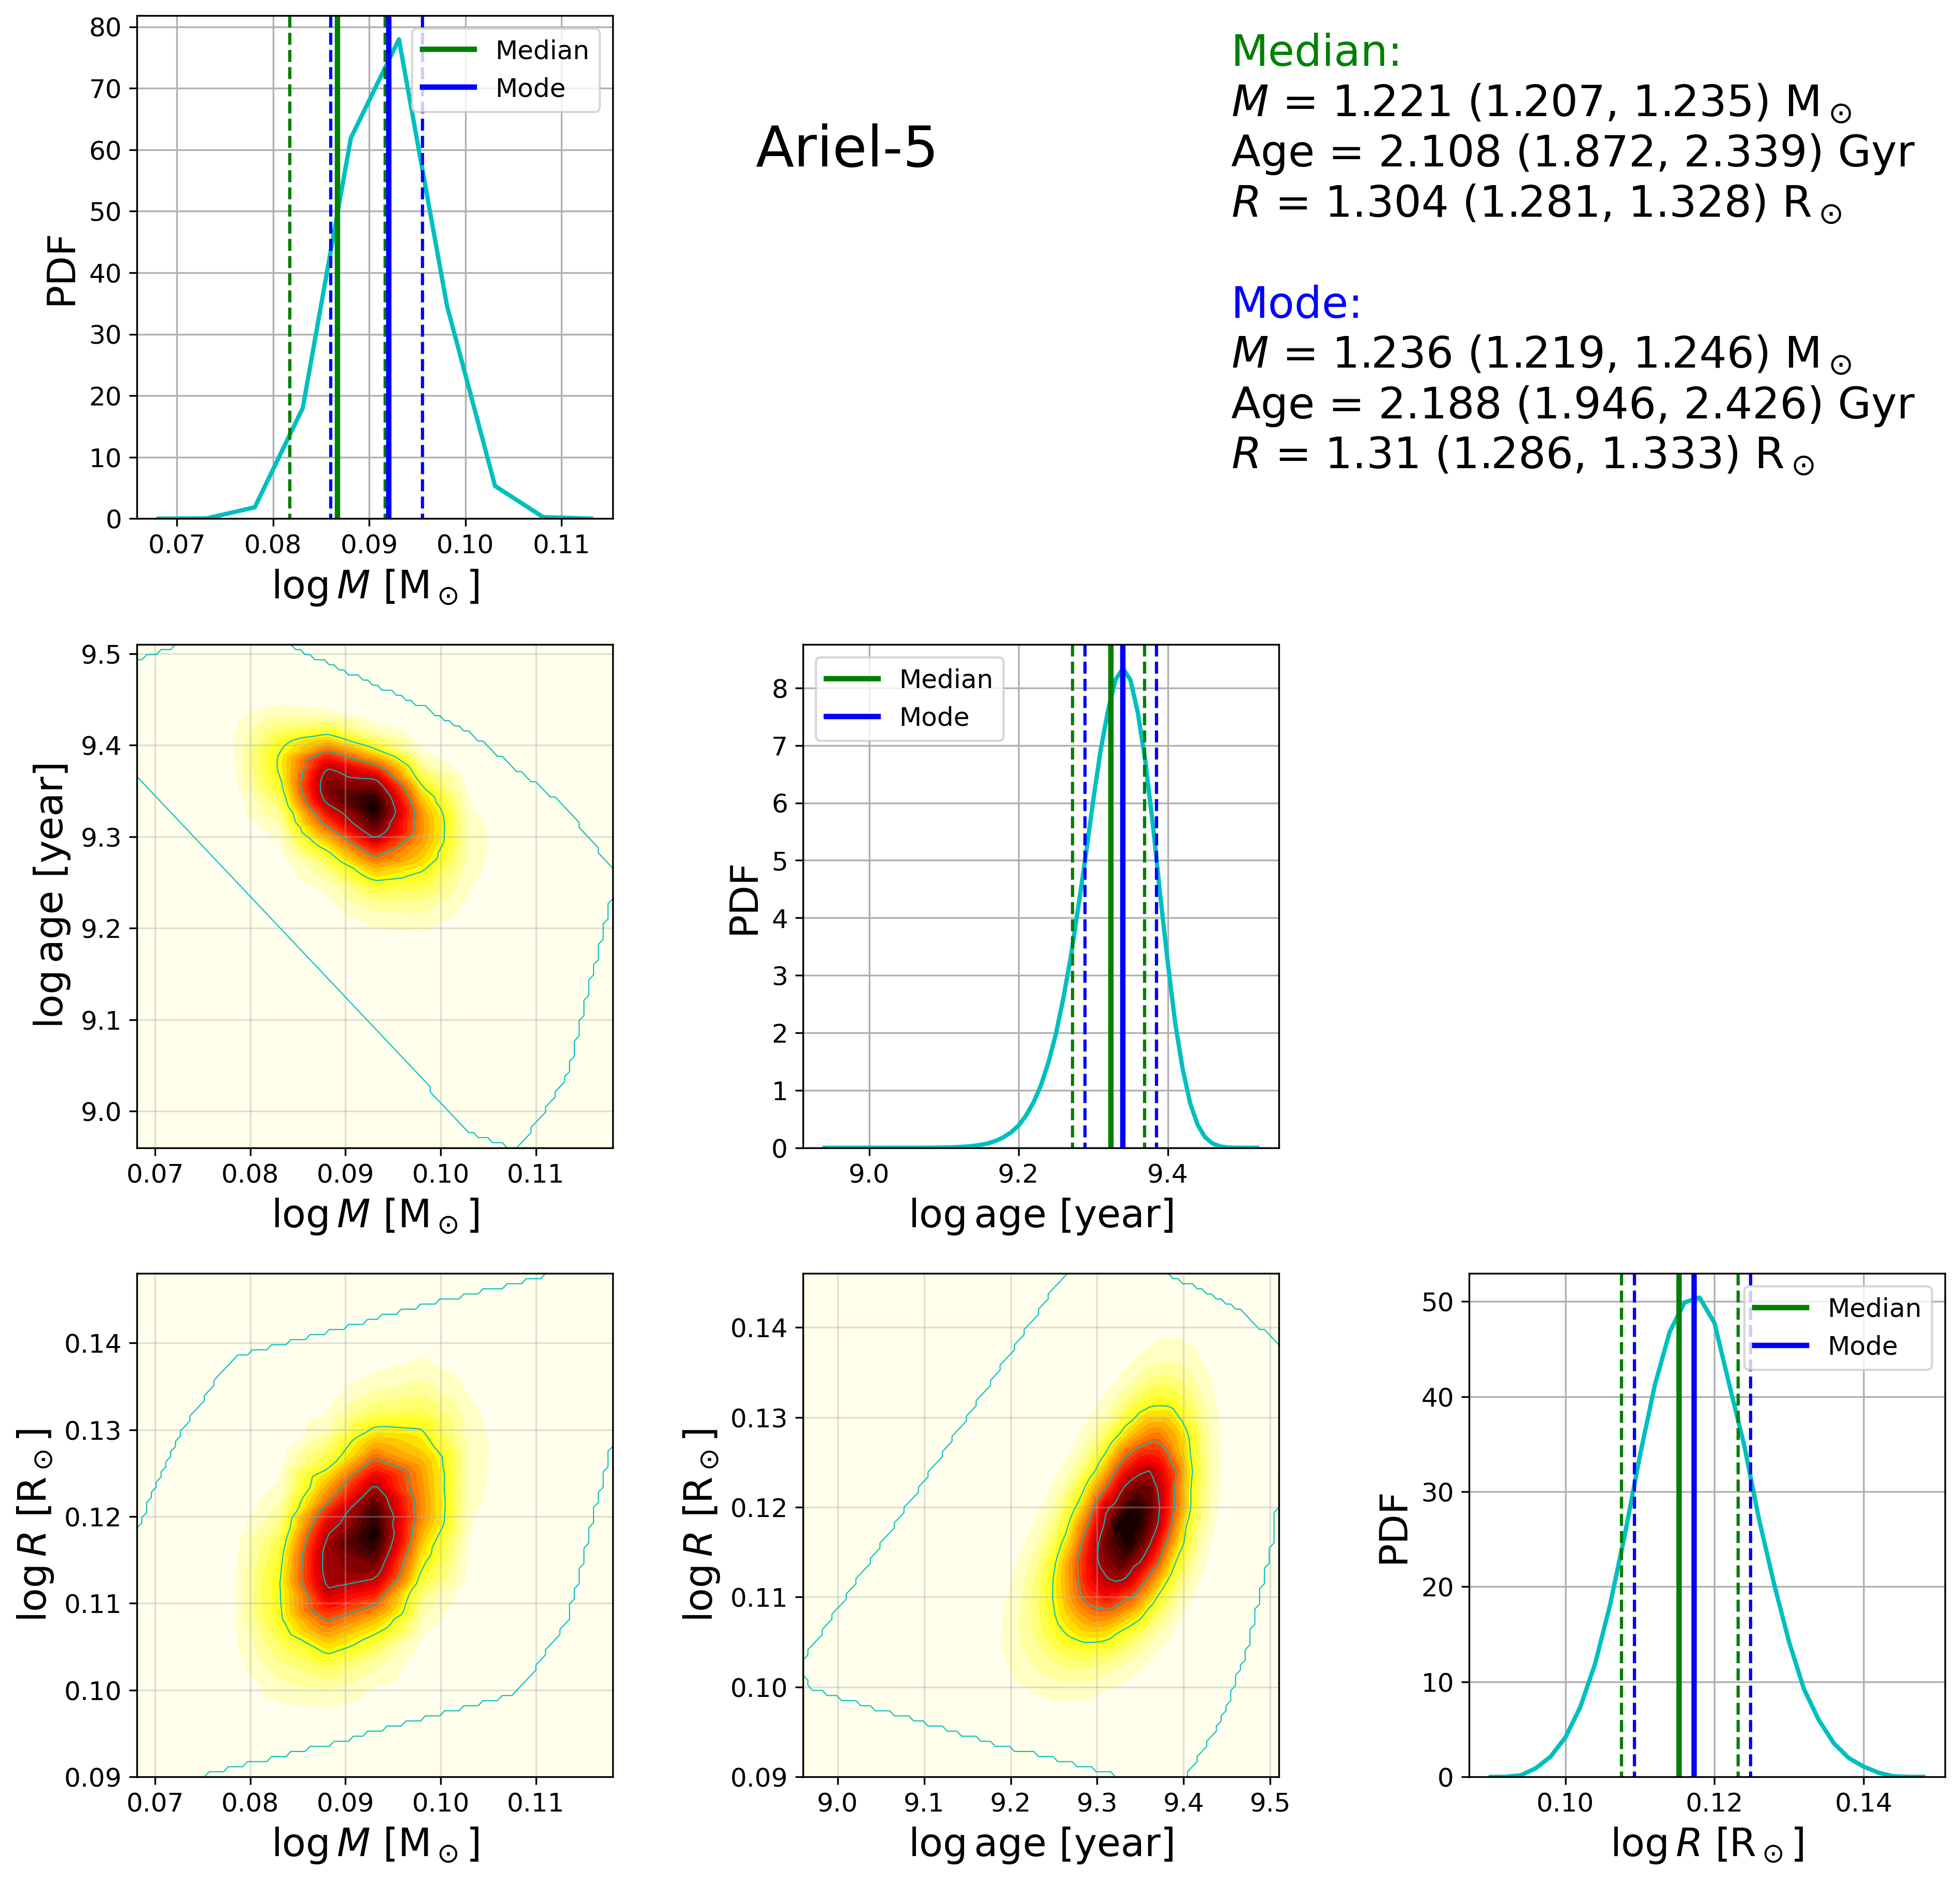 80
70
60
50
40
30
20
10
0
PDF
Median
Mode
0.07 0.08 0.09 0.10 0.11
log M [M⊙]
Ariel-5
Median:
M = 1.221 (1.207, 1.235) M⊙
Age = 2.108 (1.872, 2.339) Gyr
R = 1.304 (1.281, 1.328) R⊙
Mode:
M = 1.236 (1.219, 1.246) M⊙
Age = 2.188 (1.946, 2.426) Gyr
R = 1.31 (1.286, 1.333) R⊙
9.5
9.4
9.3
9.2
9.1
9.0
log age [year]
0.07 0.08 0.09 0.10 0.11
log M [M⊙]
8
7
6
5
4
3
2
1
0
PDF
Median
Mode
9.0 9.2 9.4
log age [year]
0.14
0.13
0.12
0.11
0.10
0.09
log R [R⊙]
0.07 0.08 0.09 0.10 0.11
log M [M⊙]
0.14
0.13
0.12
0.11
0.10
0.09
log R [R⊙]
9.0 9.1 9.2 9.3 9.4 9.5
log age [year]
50
40
30
20
10
0
PDF
Median
Mode
0.10 0.12 0.14
log R [R⊙]